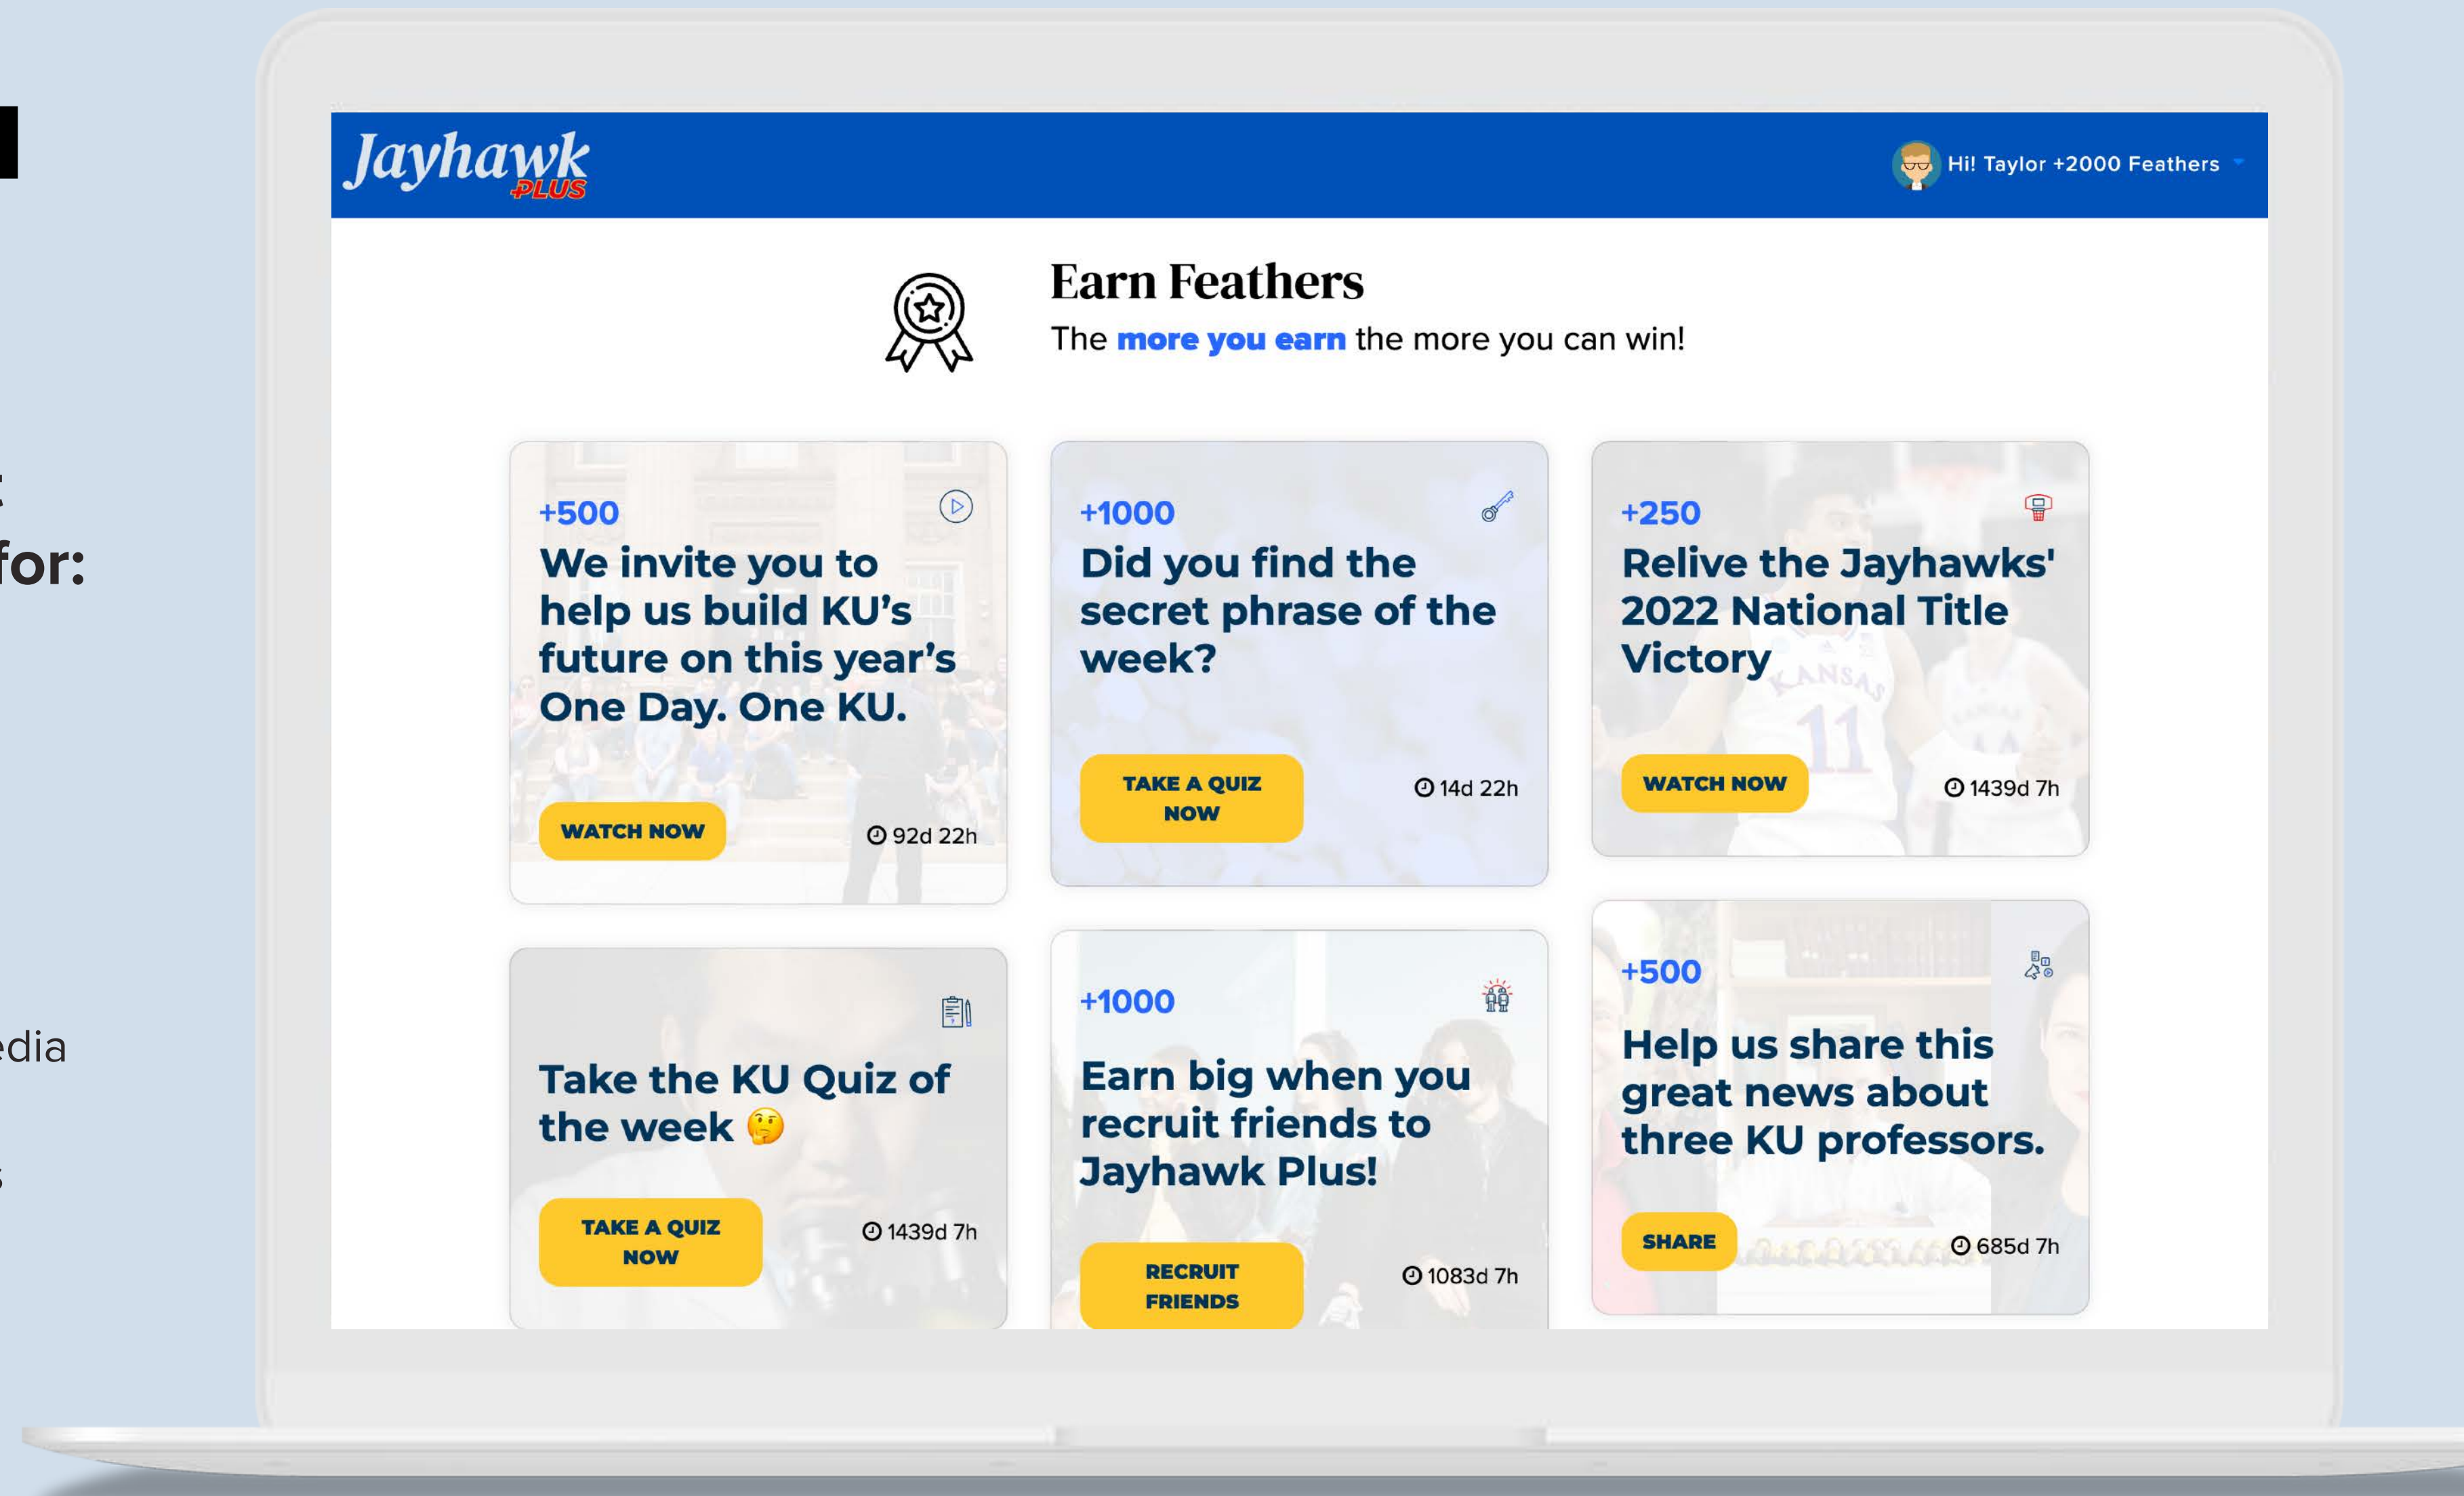 for:
Jayhawk
PLUS
Hi! Taylor +2000 Feathers
Earn Feathers
The more you earn the more you can win!
+500
We invite you to
help us build KU’s
future on this year’s
One Day. One KU.
WATCH NOW
92d 22h
+1000
Did you find the
secret phrase of the
week?
TAKE A QUIZ
NOW
14d 22h
+250
Relive the Jayhawks'
2022 National Title
Victory
KANSAS
11
WATCH NOW
1439d 7h
Take the KU Quiz of
the week 🤔
TAKE A QUIZ
NOW
1439d 7h
+1000
Earn big when you
recruit friends to
Jayhawk Plus!
RECRUIT
FRIENDS
1083d 7h
+500
Help us share this
great news about
three KU professors.
SHARE
685d 7h